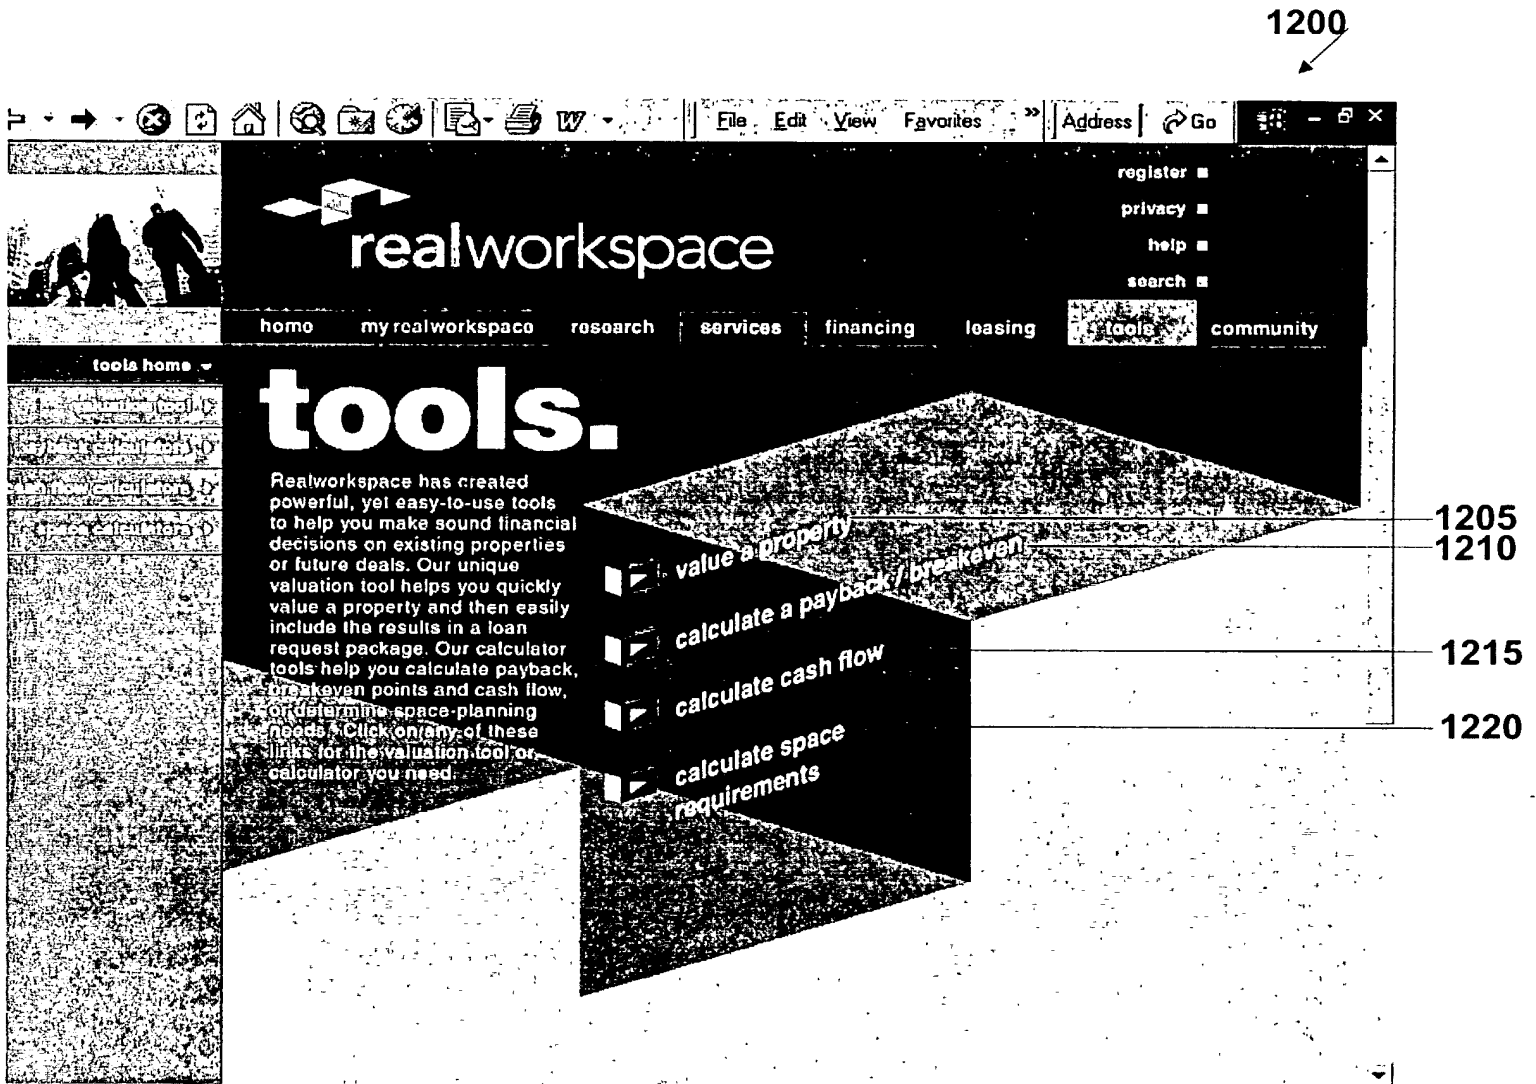 1200
File Edit View Favorites » Address Go
register
privacy
help
search
realworkspace
home myrealworkspace research services financing leasing tools community
tools home
tools.
Realworkspace has created
powerful, yet easy-to-use tools
to help you make sound financial
decisions on existing properties
or future deals. Our unique
valuation tool helps you quickly
value a property and then easily
include the results in a loan
request package. Our calculator
tools help you calculate payback,
breakeven points and cash flow,
or determine space-planning
needs. Click on any of these
links for the valuation tool or
calculator you need.
value a property
calculate a payback / breakeven
calculate cash flow
calculate space
requirements
1205
1210
1215
1220